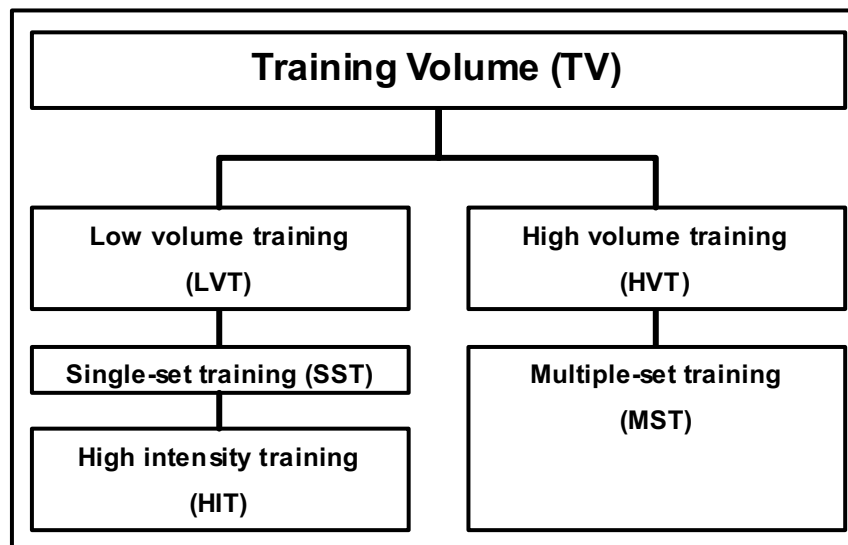 Training Volume (TV)
Low volume training
(LVT)
High volume training
(HVT)
Single-set training (SST)
Multiple-set training
(MST)
High intensity training
(HIT)